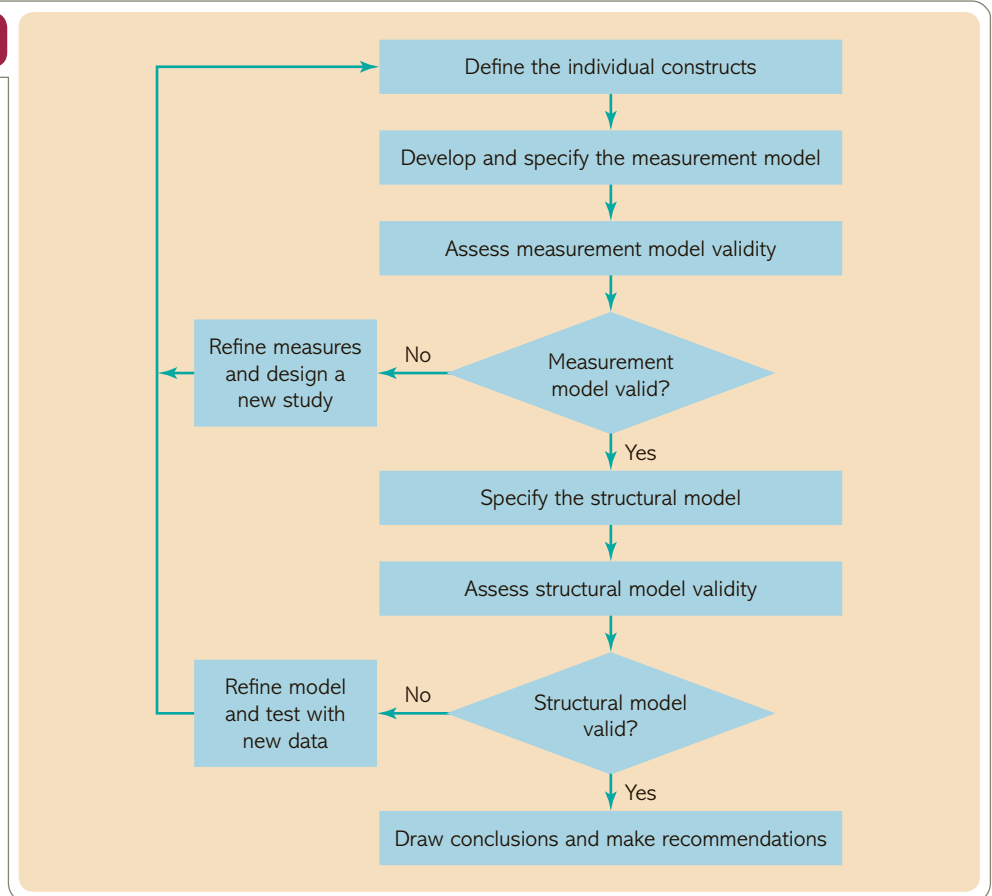 Define the individual constructs
Develop and specify the measurement model
Assess measurement model validity
Refine measures
and design a
new study
No
Measurement
model valid?
Yes
Specify the structural model
Assess structural model validity
Refine model
and test with
new data
No
Structural model
valid?
Yes
Draw conclusions and make recommendations